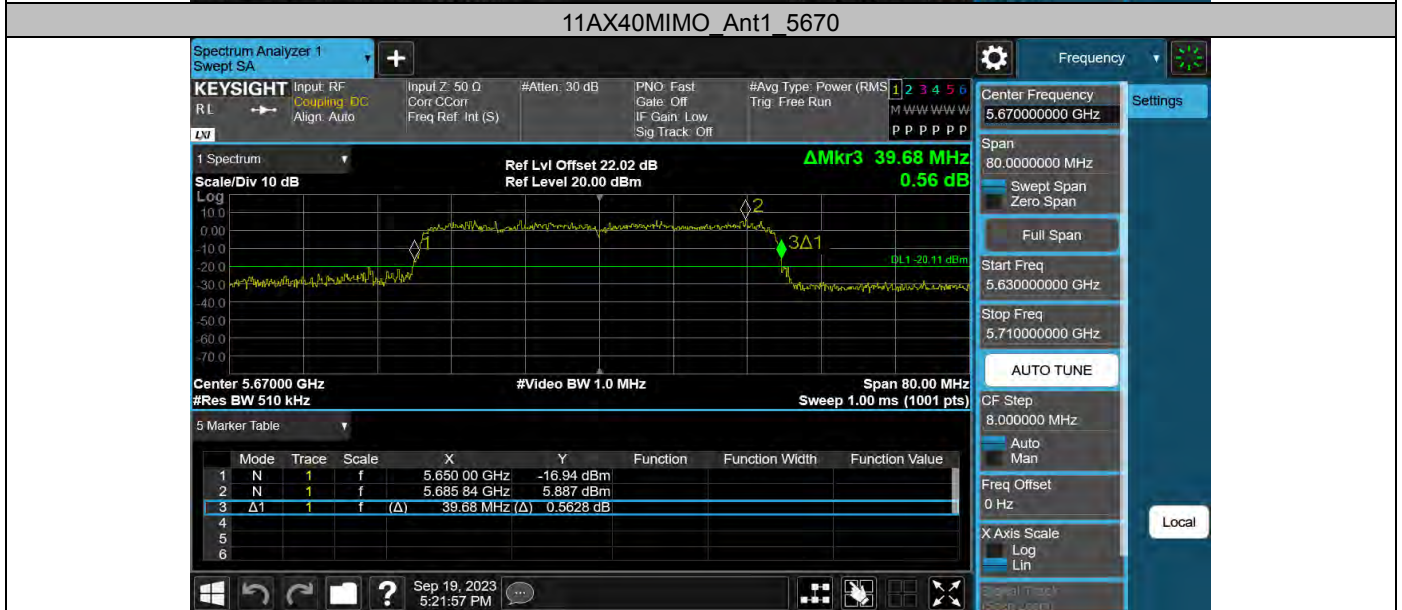 11AX40MIMO_Ant1_5670
Spectrum Analyzer 1
Swept SA
+
Frequency
KEYSIGHT
RL
LXI
Input: RF
Coupling: DC
Align: Auto
Input Z: 50 Ω
Corr CCorr
Freq Ref: Int (S)
#Atten: 30 dB
PNO: Fast
Gate: Off
IF Gain: Low
Sig Track: Off
#Avg Type: Power (RMS
Trig: Free Run
1 2 3 4 5 6
M W W W W W
P P P P P P
1 Spectrum
Scale/Div 10 dB
Ref Lvl Offset 22.02 dB
Ref Level 20.00 dBm
ΔMkr3 39.68 MHz
0.56 dB
Log
10.0
0.00
-10.0
-20.0
-30.0
-40.0
-50.0
-60.0
-70.0
1
2
3Δ1
DL1 -20.11 dBm
Center 5.67000 GHz
#Res BW 510 kHz
#Video BW 1.0 MHz
Span 80.00 MHz
Sweep 1.00 ms (1001 pts)
5 Marker Table
Mode Trace Scale X Y Function Function Width Function Value
1 N 1 f 5.650 00 GHz -16.94 dBm
2 N 1 f 5.685 84 GHz 5.887 dBm
3 Δ1 1 f (Δ) 39.68 MHz (Δ) 0.5628 dB
4
5
6
?
Sep 19, 2023
5:21:57 PM
Center Frequency
5.670000000 GHz
Span
80.0000000 MHz
Swept Span
Zero Span
Full Span
Start Freq
5.630000000 GHz
Stop Freq
5.710000000 GHz
AUTO TUNE
CF Step
8.000000 MHz
Auto
Man
Freq Offset
0 Hz
X Axis Scale
Log
Lin
Signal Track
Settings
Local